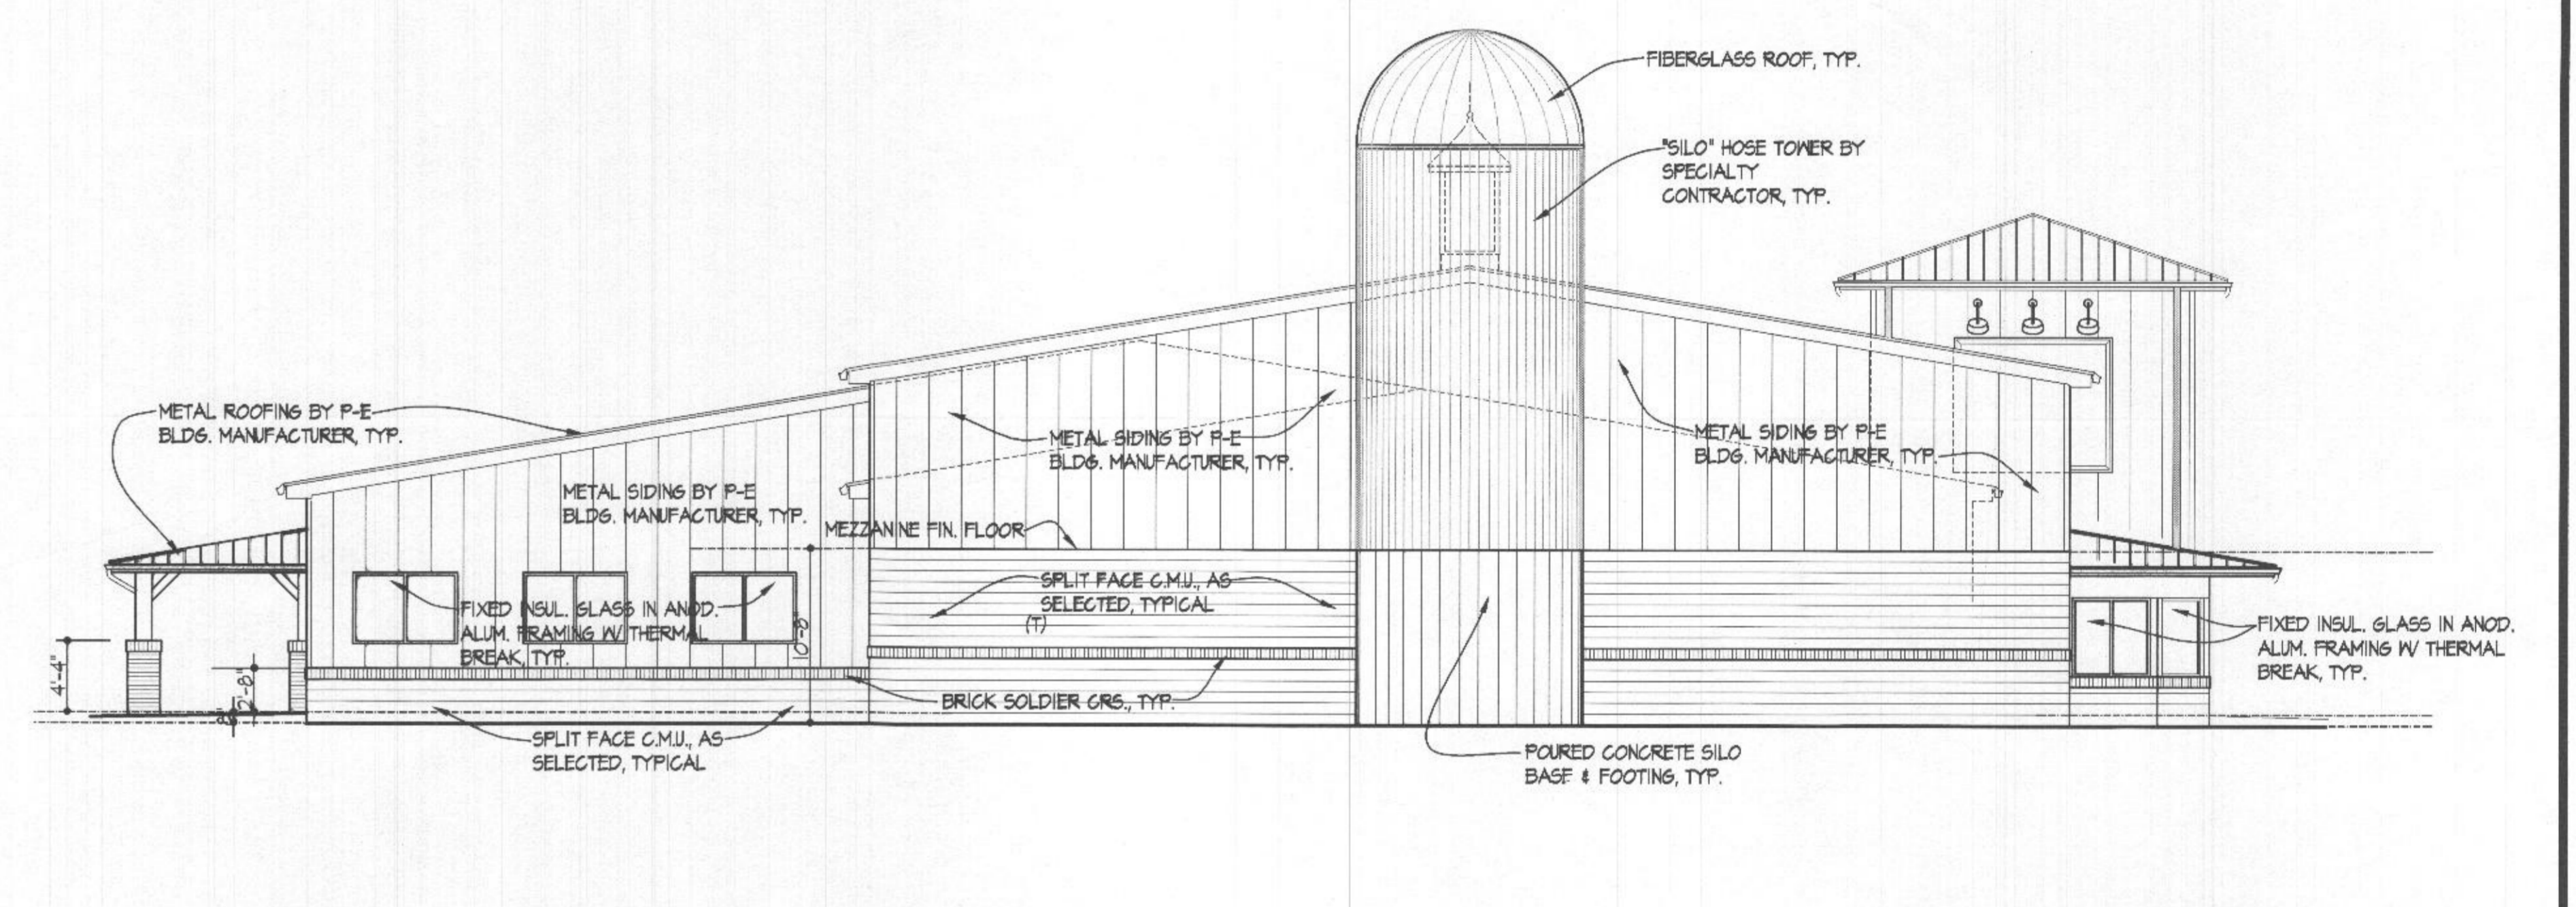 FIBERGLASS ROOF, TYP.
"SILO" HOSE TOWER BY
SPECIALTY
CONTRACTOR, TYP.
METAL ROOFING BY P-E
BLDG. MANUFACTURER, TYP.
METAL SIDING BY P-E
BLDG. MANUFACTURER, TYP.
METAL SIDING BY P-E
BLDG. MANUFACTURER, TYP.
METAL SIDING BY P-E
BLDG. MANUFACTURER, TYP.
MEZZANINE FIN. FLOOR
SPLIT FACE C.M.U., AS
SELECTED, TYPICAL
(T)
FIXED INSUL. GLASS IN ANOD.
ALUM. FRAMING W/ THERMAL
BREAK, TYP.
10'-8"
FIXED INSUL. GLASS IN ANOD.
ALUM. FRAMING W/ THERMAL
BREAK, TYP.
4'-4"
2'-8"
8"
BRICK SOLDIER CRS., TYP.
SPLIT FACE C.M.U., AS
SELECTED, TYPICAL
POURED CONCRETE SILO
BASE & FOOTING, TYP.